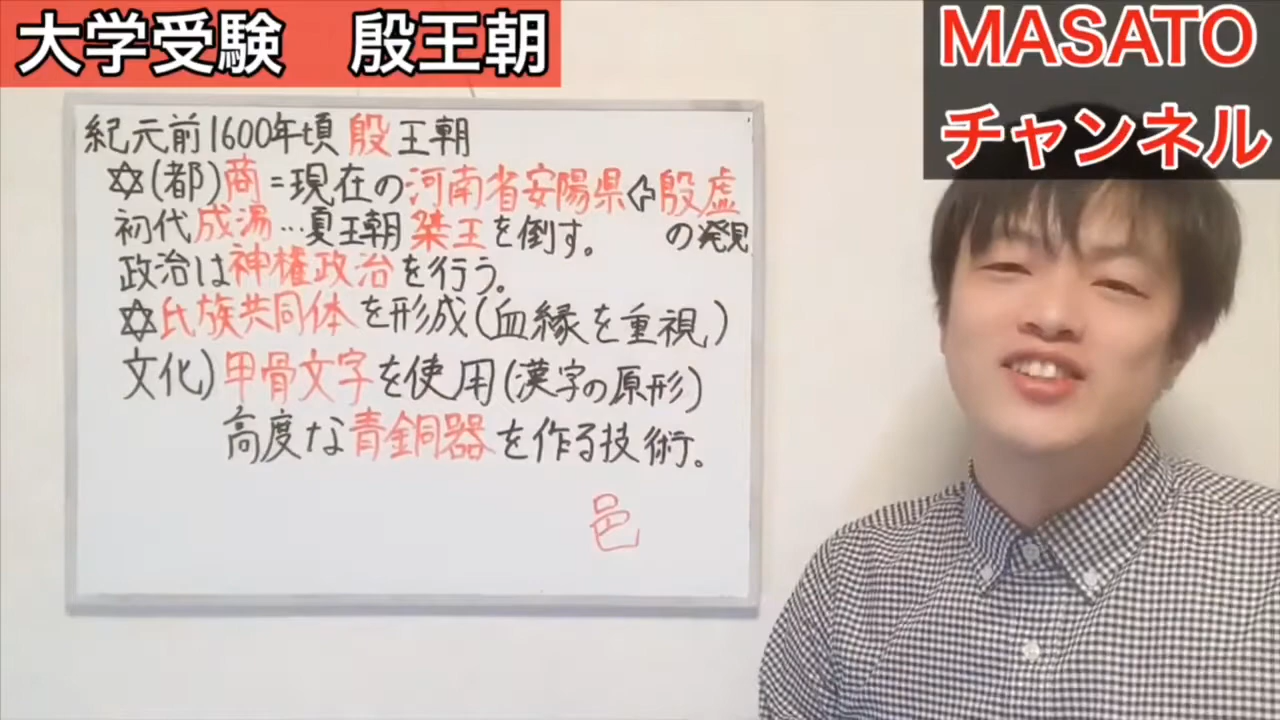 大学受験 殷王朝
MASATO
チャンネル
紀元前1600年頃 殷王朝
✡(都)商=現在の河南省安陽県⇦殷虚
の発見
初代成湯…夏王朝桀王を倒す。
政治は神権政治を行う。
✡氏族共同体を形成(血縁を重視)
文化)甲骨文字を使用(漢字の原形)
高度な青銅器を作る技術。
邑